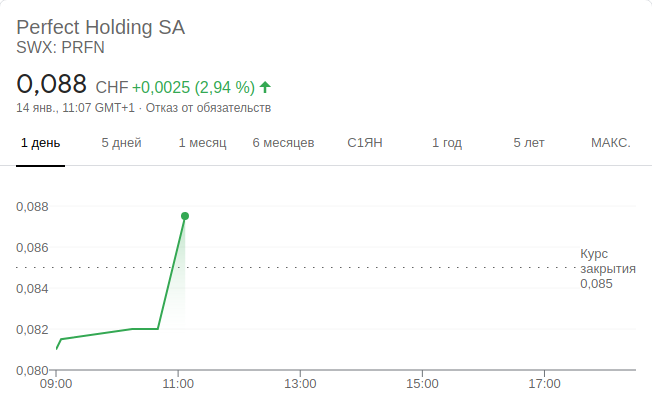 Perfect Holding SA
SWX: PRFN
0,088 CHF +0,0025 (2,94 %)
14 янв., 11:07 GMT+1 · Отказ от обязательств
1 день 5 дней 1 месяц 6 месяцев С1ЯН 1 год 5 лет МАКС.
0,088
0,086
Курс
закрытия
0,085
0,084
0,082
0,080
09:00 11:00 13:00 15:00 17:00